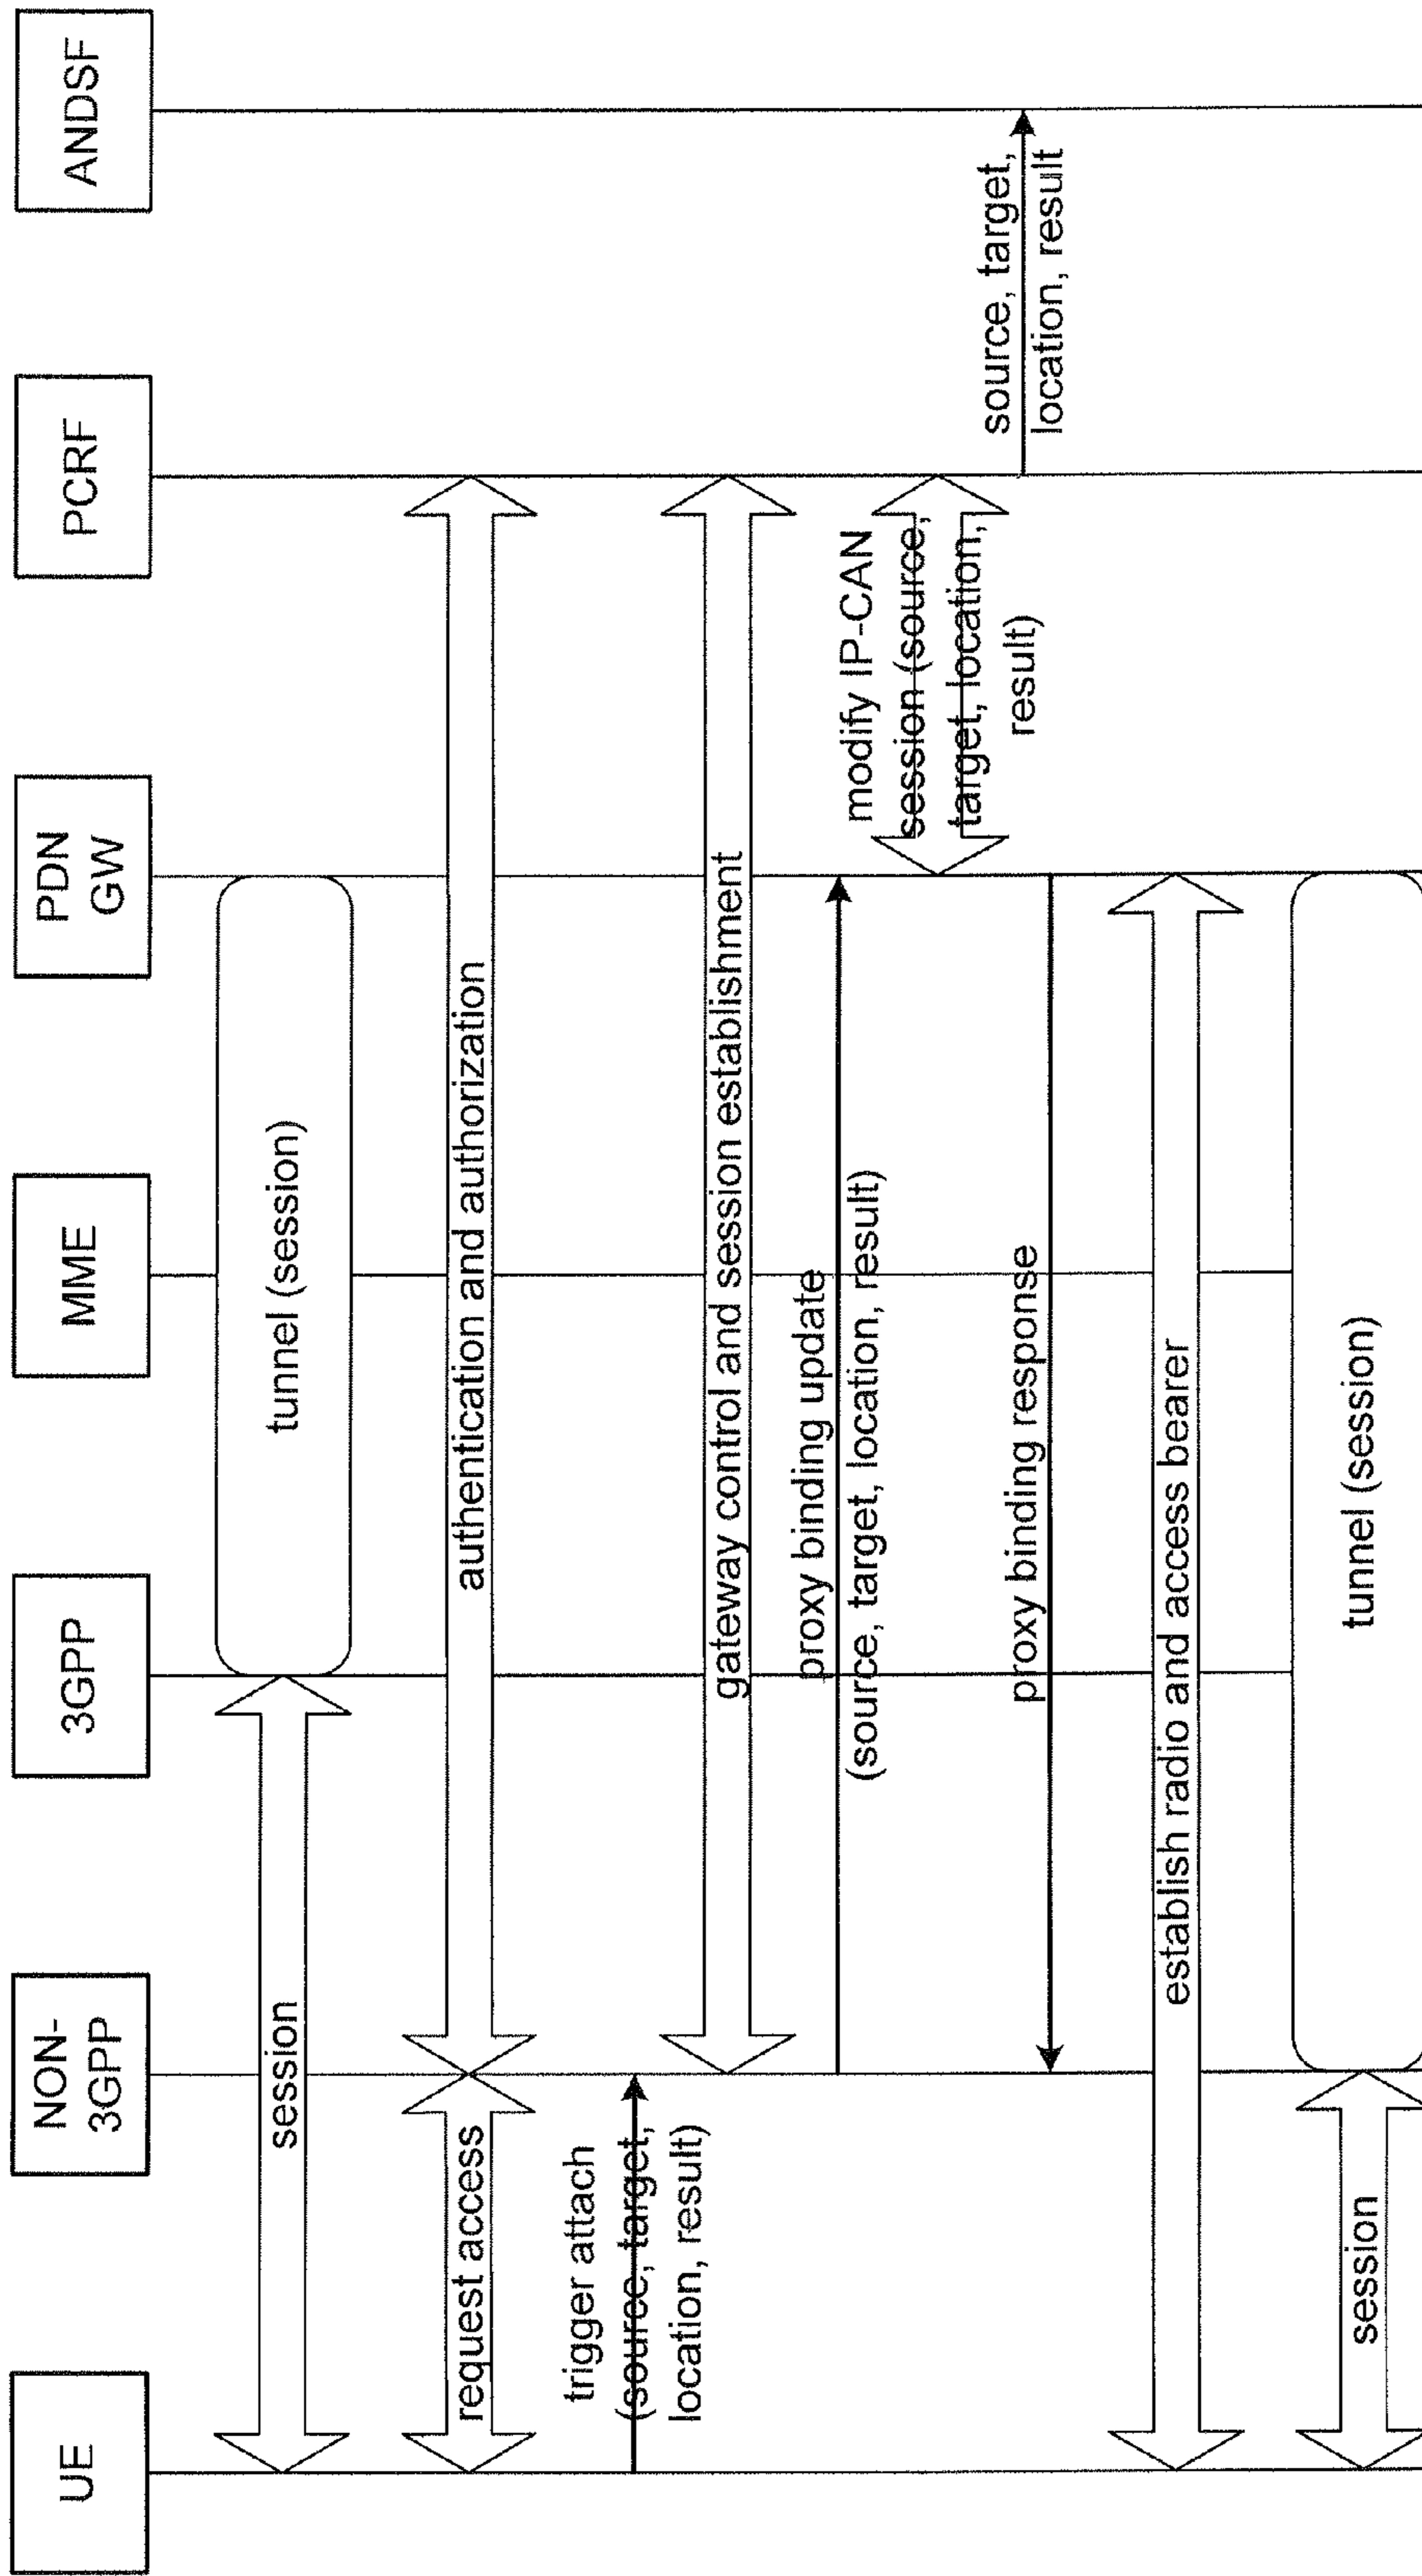 UE
NON-
3GPP
3GPP
MME
PDN
GW
PCRF
ANDSF
session
tunnel (session)
request access
authentication and authorization
trigger attach
(source, target,
location, result)
gateway control and session establishment
proxy binding update
(source, target, location, result)
modify IP-CAN
session (source,
target, location,
result)
source, target,
location, result
proxy binding response
establish radio and access bearer
session
tunnel (session)